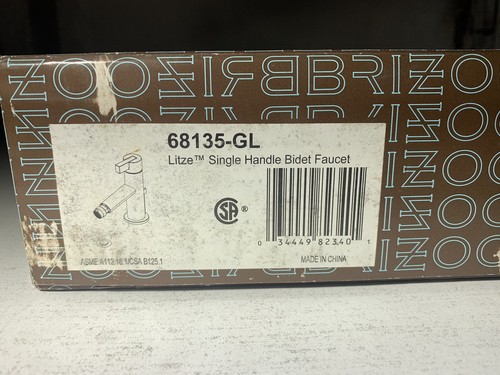 BRIZO
68135-GL
Litze™ Single Handle Bidet Faucet
SA®
0 34449 82340 1
ASME A112.18.1/CSA B125.1
MADE IN CHINA